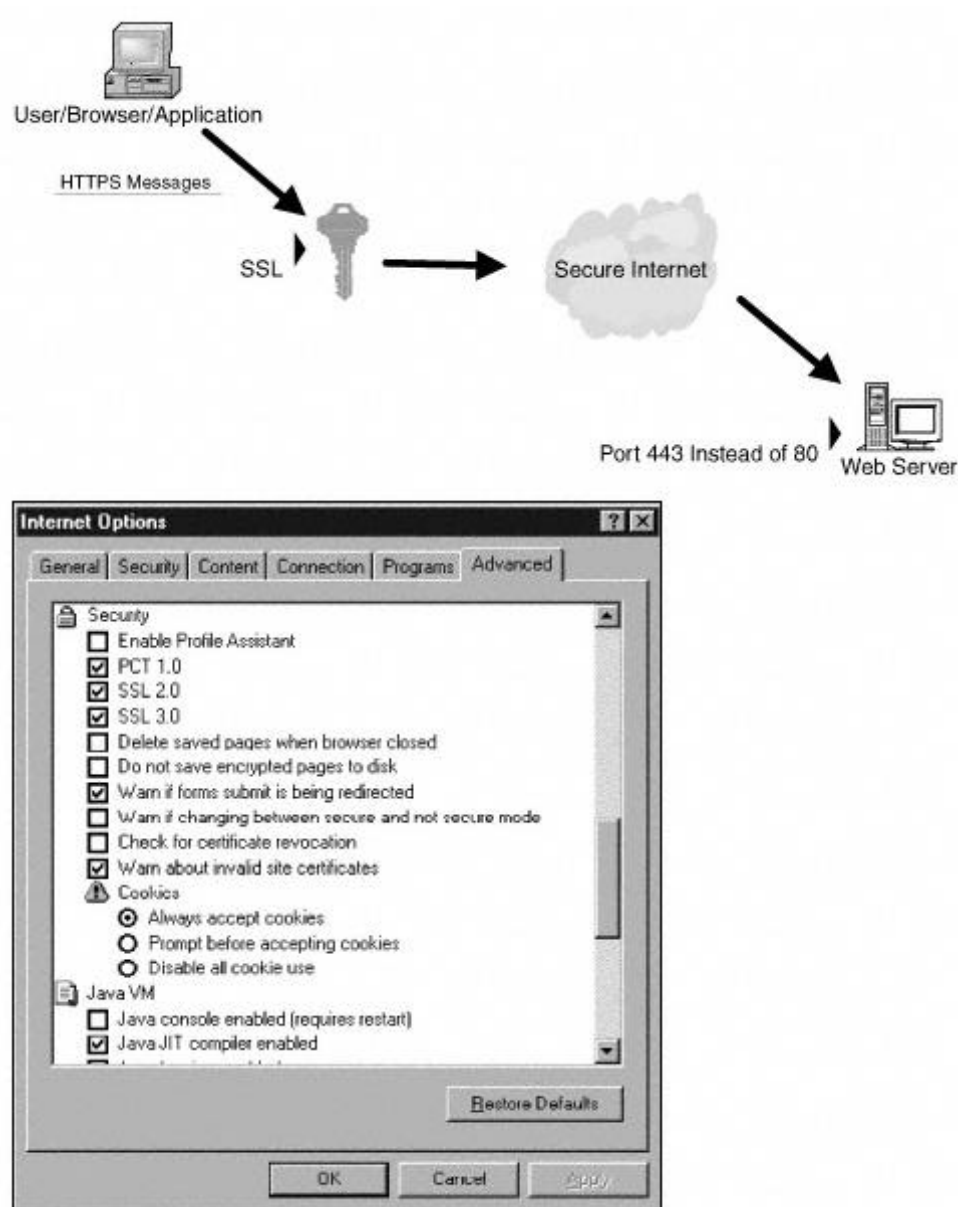 User/Browser/Application
HTTPS Messages
SSL
Secure Internet
Port 443 Instead of 80
Web Server
Internet Options
General Security Content Connection Programs Advanced
Security
Enable Profile Assistant
PCT 1.0
SSL 2.0
SSL 3.0
Delete saved pages when browser closed
Do not save encrypted pages to disk
Warn if forms submit is being redirected
Warn if changing between secure and not secure mode
Check for certificate revocation
Warn about invalid site certificates
Cookies
Always accept cookies
Prompt before accepting cookies
Disable all cookie use
Java VM
Java console enabled (requires restart)
Java JIT compiler enabled
Restore Defaults
OK Cancel Apply